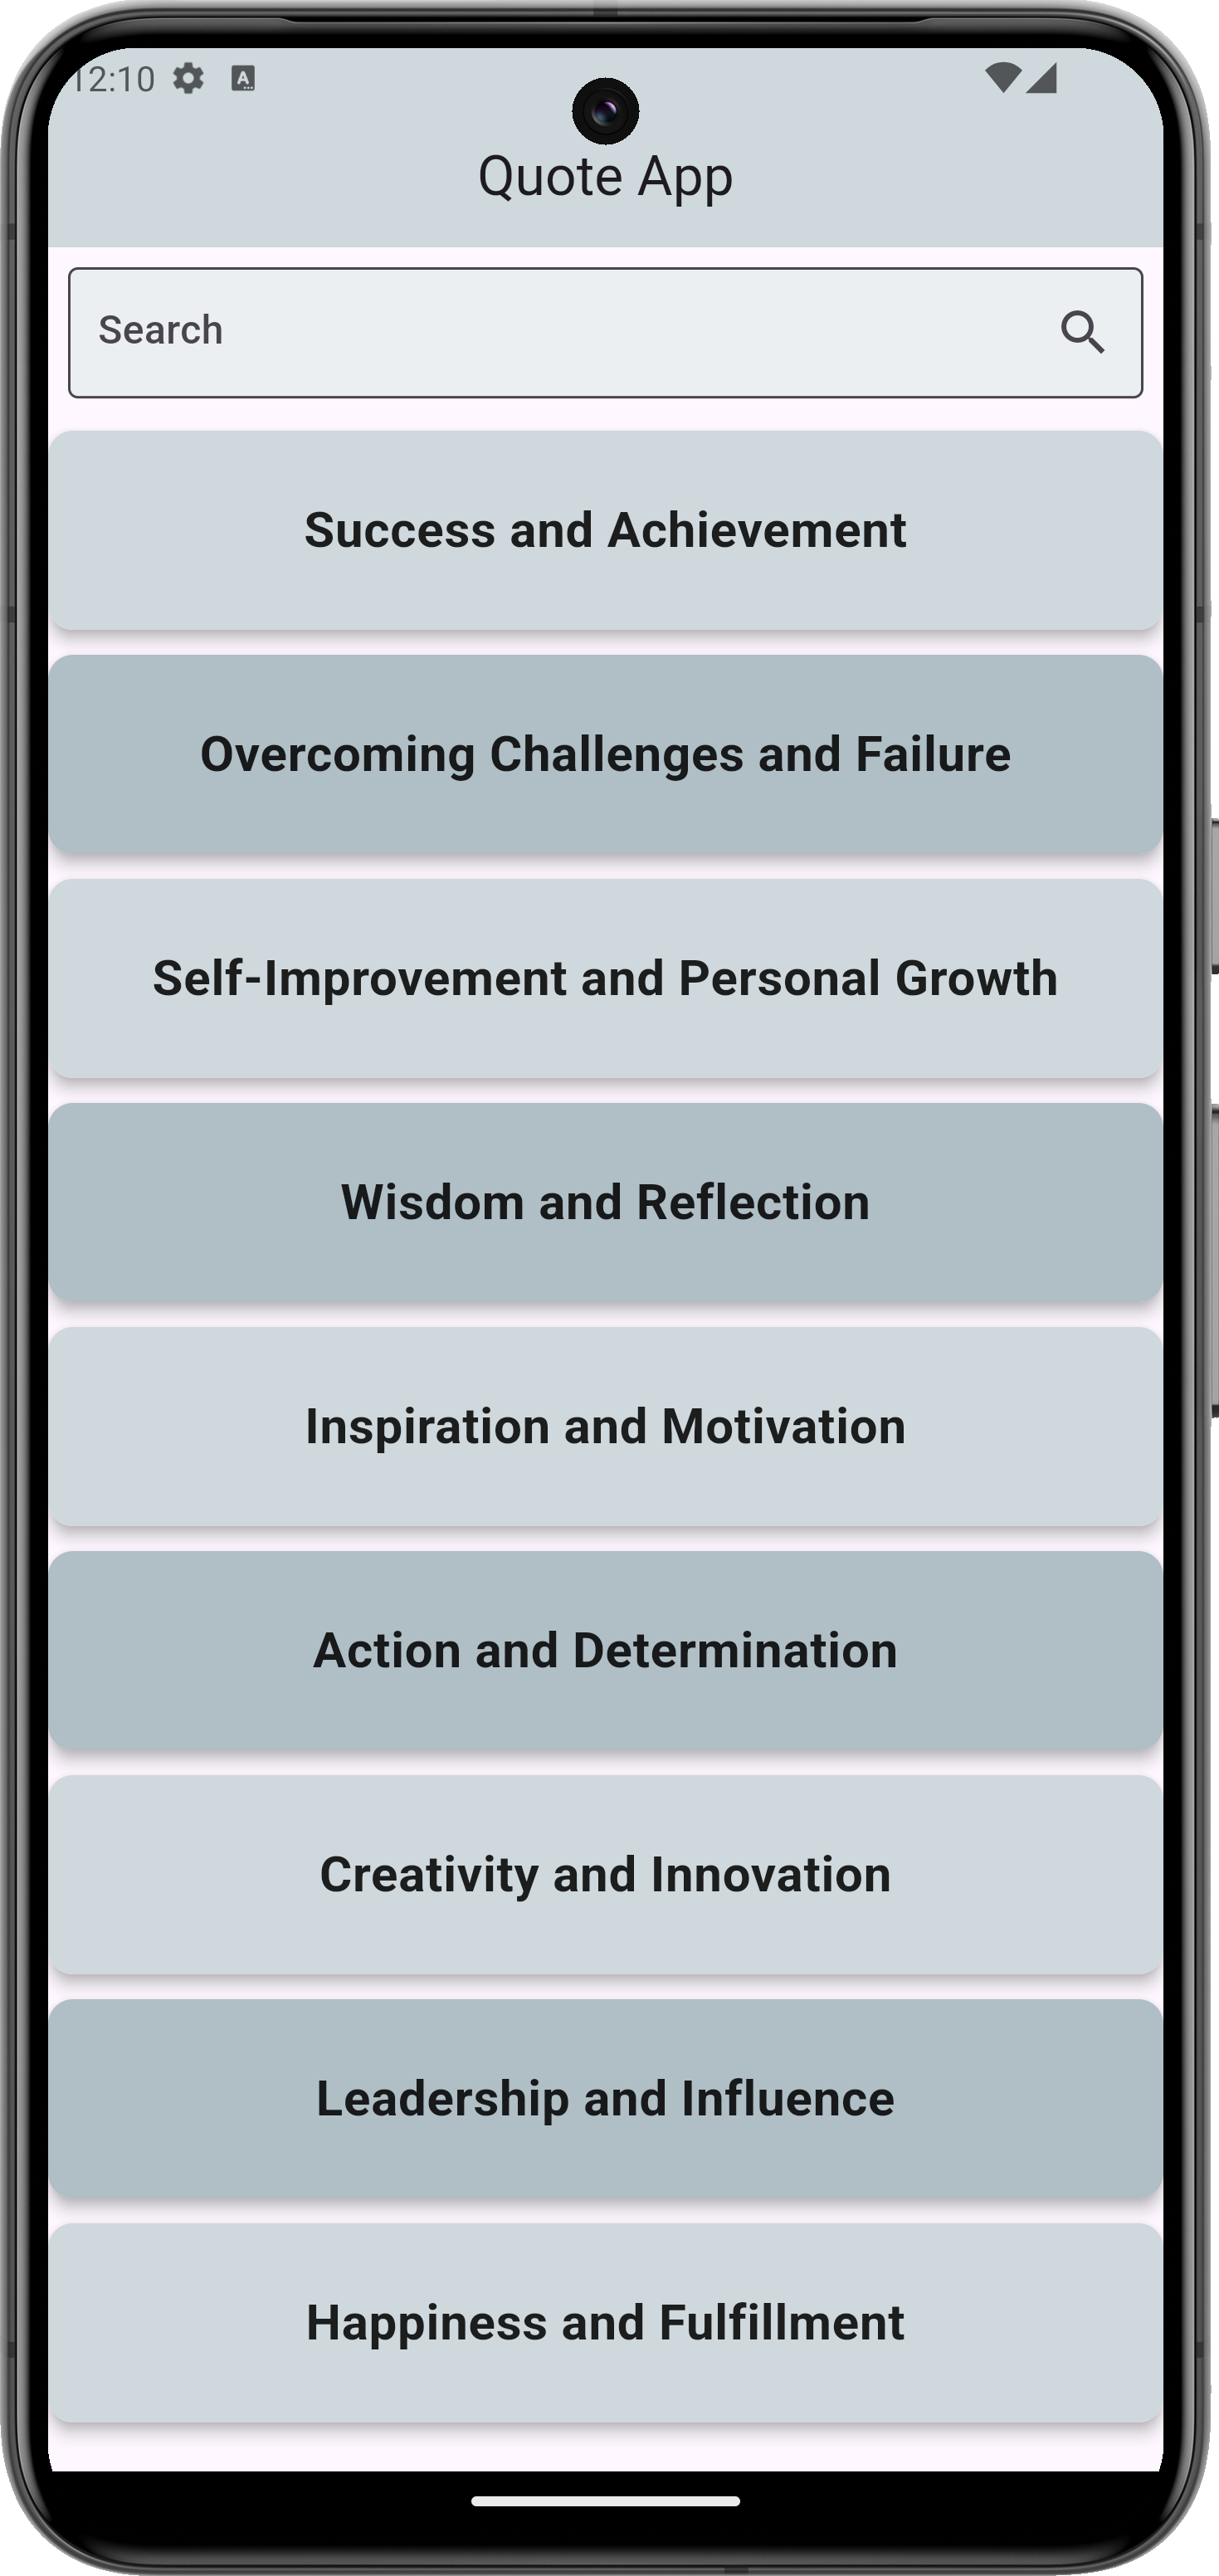 12:10
Quote App
Search
Success and Achievement
Overcoming Challenges and Failure
Self-Improvement and Personal Growth
Wisdom and Reflection
Inspiration and Motivation
Action and Determination
Creativity and Innovation
Leadership and Influence
Happiness and Fulfillment